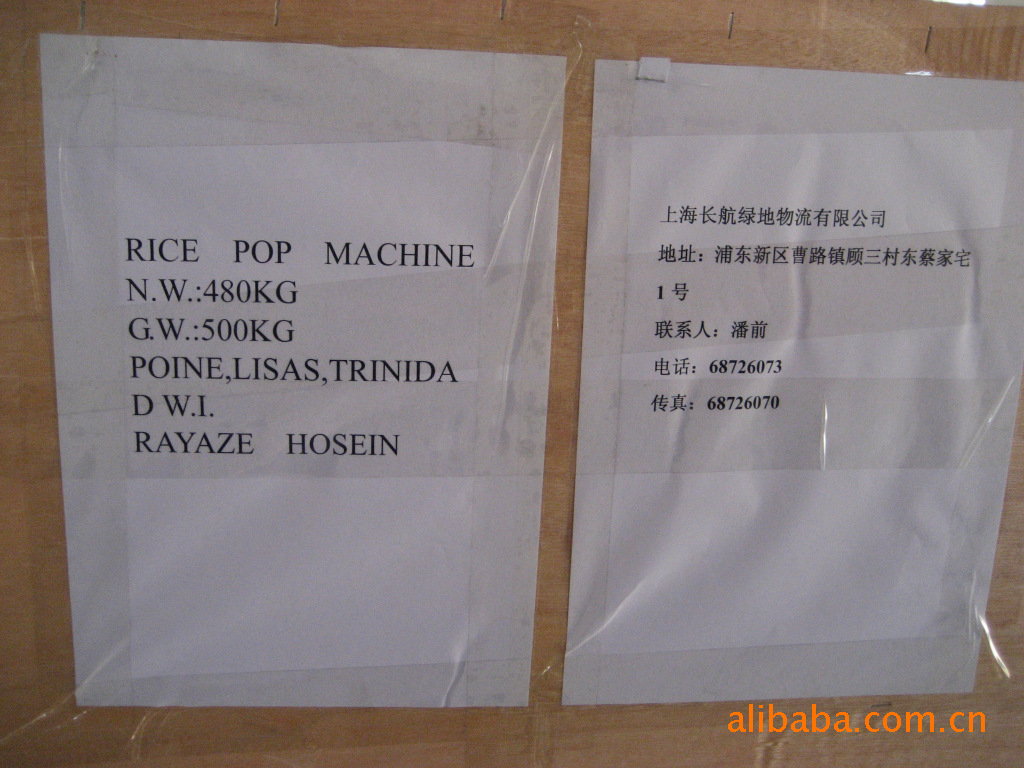 RICE POP MACHINE
N.W.:480KG
G.W.:500KG
POINE,LISAS,TRINIDA
D W.I.
RAYAZE HOSEIN
上海长航绿地物流有限公司
地址：浦东新区曹路镇顾三村东蔡家宅
1 号
联系人：潘前
电话：68726073
传真：68726070
alibaba.com.cn